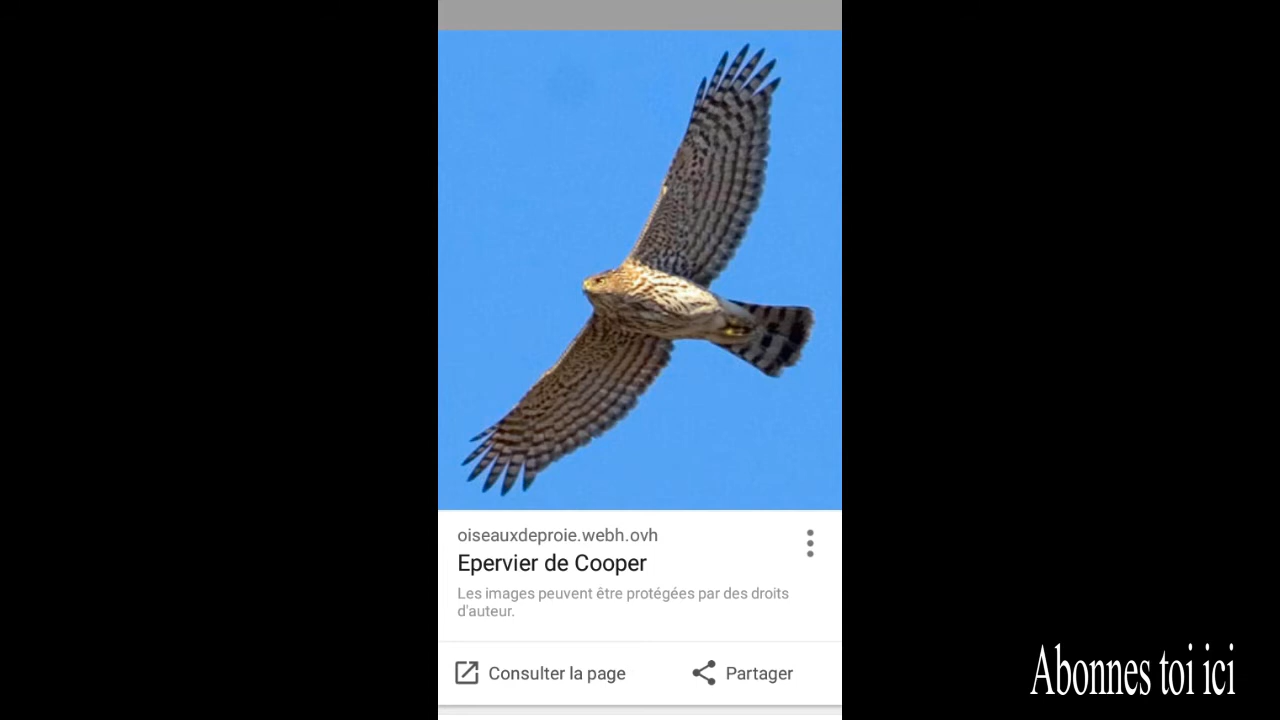 oiseauxdeproie.webh.ovh
Epervier de Cooper
Les images peuvent être protégées par des droits
d'auteur.
Consulter la page
Partager
Abonnes toi ici